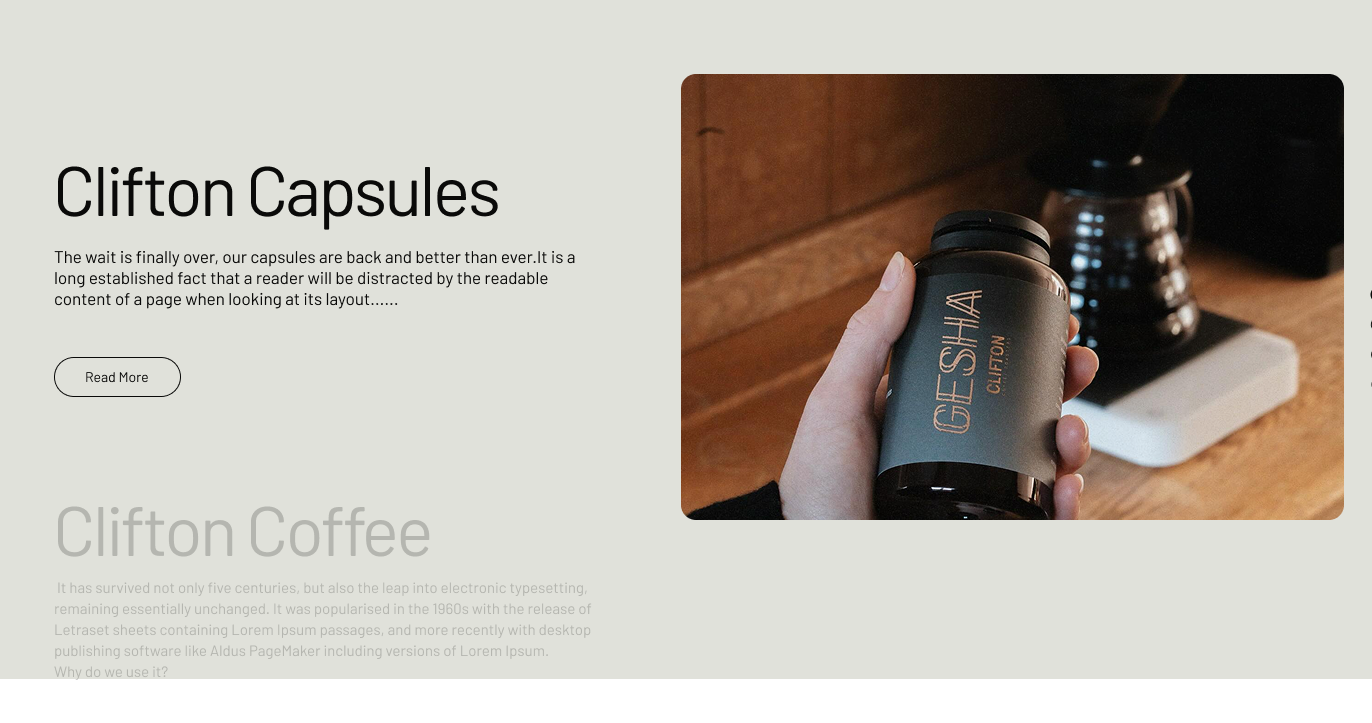 Clifton Capsules
The wait is finally over, our capsules are back and better than ever.It is a
long established fact that a reader will be distracted by the readable
content of a page when looking at its layout......
Read More
GESHA
CLIFTON
Clifton Coffee
It has survived not only five centuries, but also the leap into electronic typesetting,
remaining essentially unchanged. It was popularised in the 1960s with the release of
Letraset sheets containing Lorem Ipsum passages, and more recently with desktop
publishing software like Aldus PageMaker including versions of Lorem Ipsum.
Why do we use it?